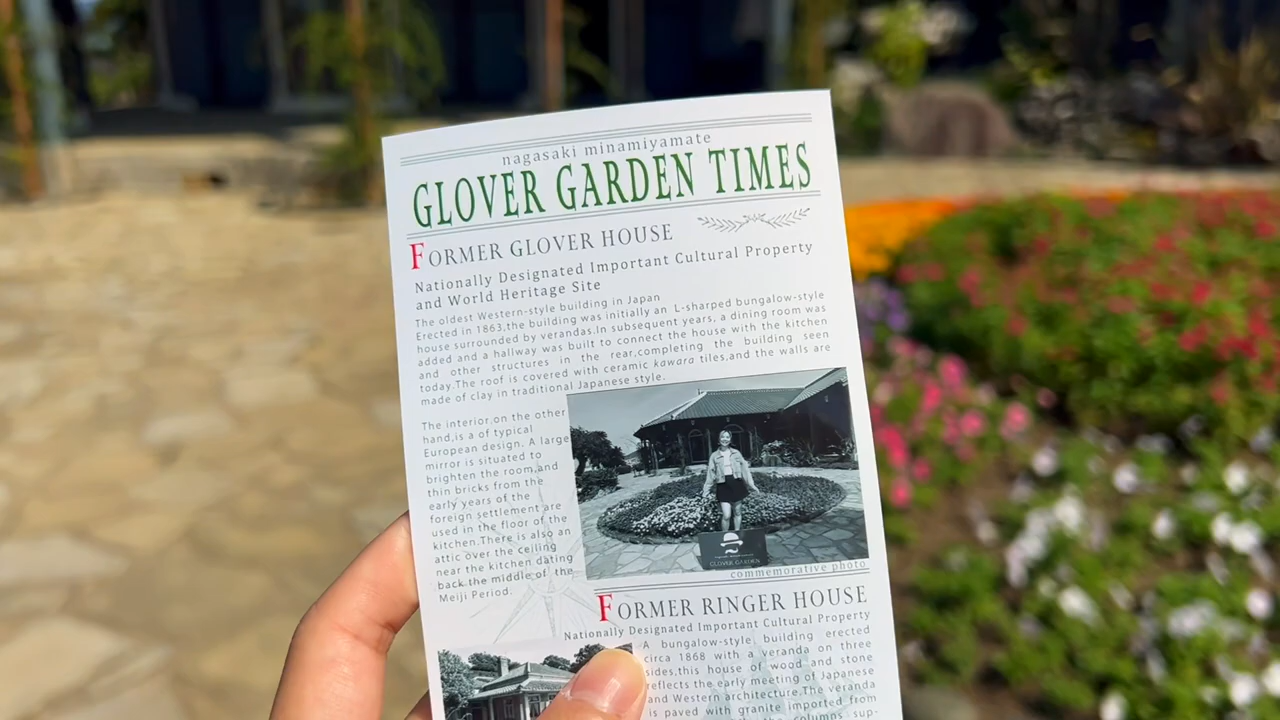 nagasaki minamiyamate
GLOVER GARDEN TIMES
FORMER GLOVER HOUSE
Nationally Designated Important Cultural Property
and World Heritage Site
The oldest Western-style building in Japan
Erected in 1863,the building was initially an L-sharped bungalow-style
house surrounded by verandas.In subsequent years, a dining room was
added and a hallway was built to connect the house with the kitchen
and other structures in the rear,completing the building seen
today.The roof is covered with ceramic kawara tiles,and the walls are
made of clay in traditional Japanese style.
The interior,on the other
hand,is a of typical
European design. A large
mirror is situated to
brighten the room,and
thin bricks from the
early years of the
foreign settlement are
used in the floor of the
kitchen.There is also an
attic over the ceiling
near the kitchen dating
back the middle of the
Meiji Period.
GLOVER GARDEN
commemorative photo
FORMER RINGER HOUSE
Nationally Designated Important Cultural Property
A bungalow-style building erected
circa 1868 with a veranda on three
sides,this house of wood and stone
reflects the early meeting of Japanese
and Western architecture.The veranda
is paved with granite imported from
the columns sup-